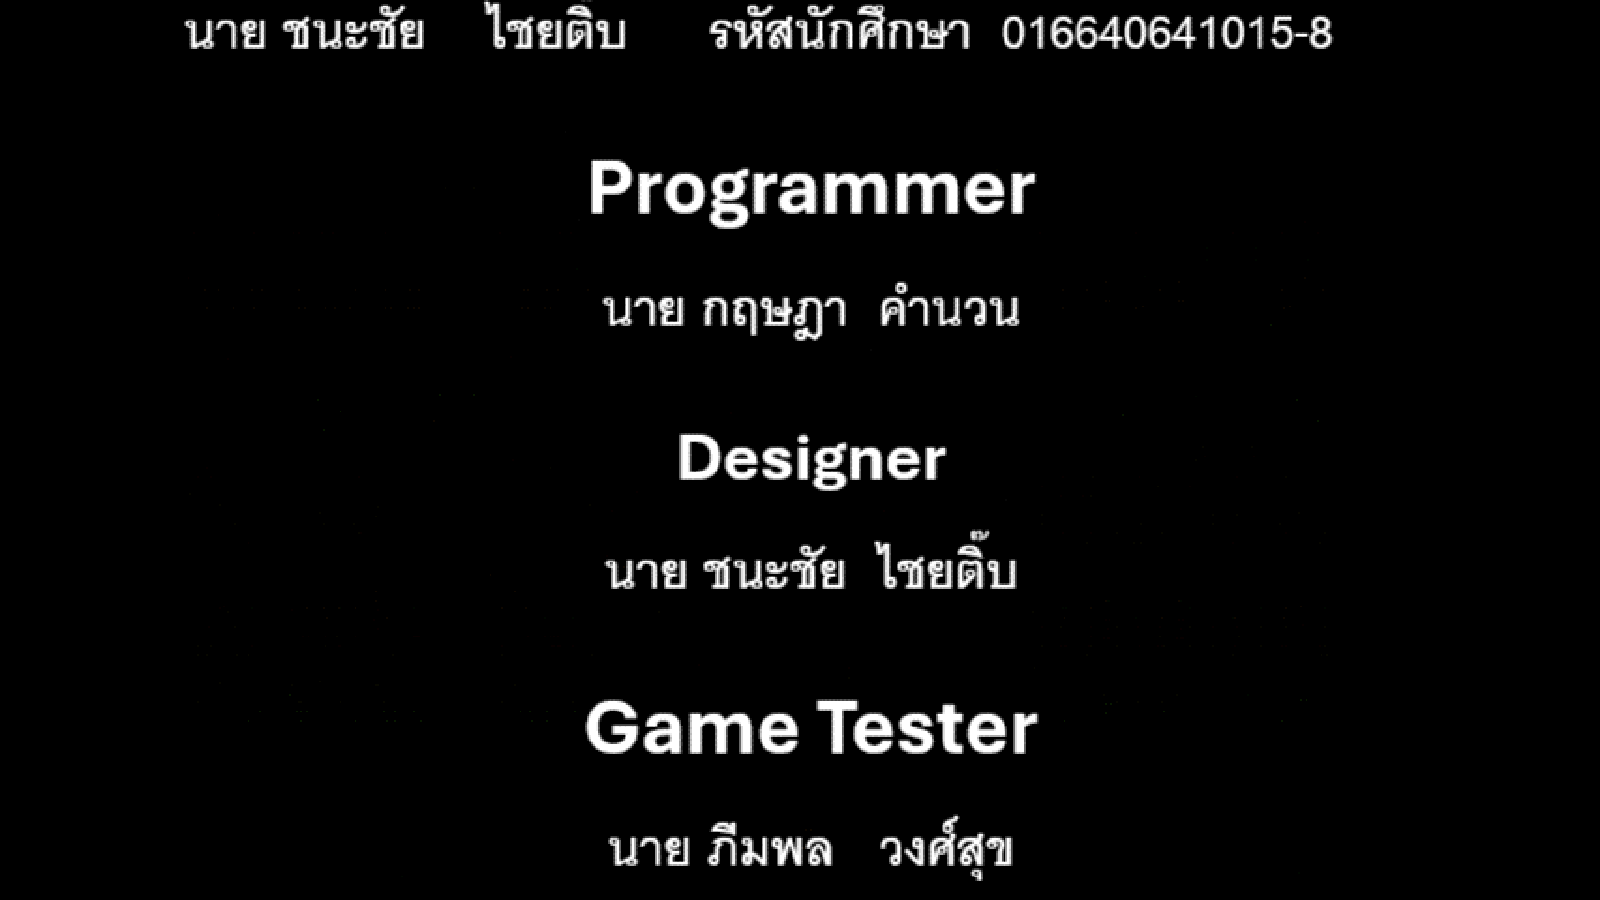 นาย ชนะชัย ไชยติ๊บ รหัสนักศึกษา 016640641015-8
Programmer
นาย กฤษฎา คำนวน
Designer
นาย ชนะชัย ไชยติ๊บ
Game Tester
นาย ภีมพล วงศ์สุข